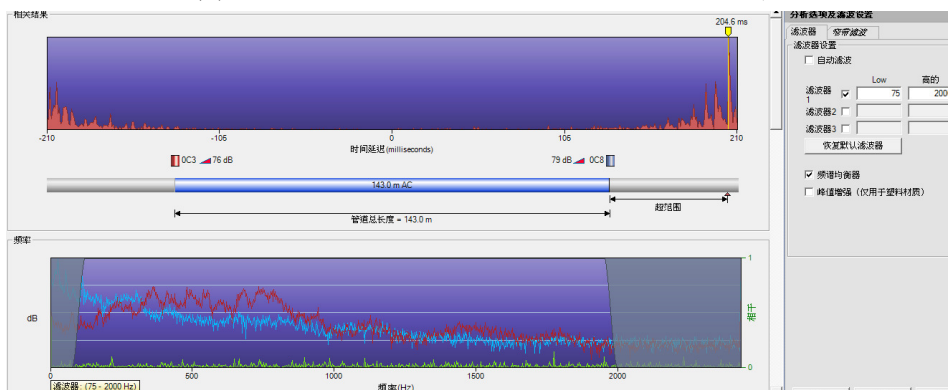 相关结果
204.6 ms
-210
-105
0
105
210
时间延迟(milliseconds)
0C3 76 dB
79 dB 0C8
143.0 m AC
超范围
管道总长度 = 143.0 m
频率
dB
1
相干
0
500
1000
1500
2000
频率(Hz)
滤波器: (75 - 2000 Hz)
分析选项及滤波设置
滤波器 窄带滤波
滤波器设置
自动滤波
Low 高的
滤波器1 75 2000
滤波器2
滤波器3
恢复默认滤波器
频谱均衡器
峰值增强（仅用于塑料材质）